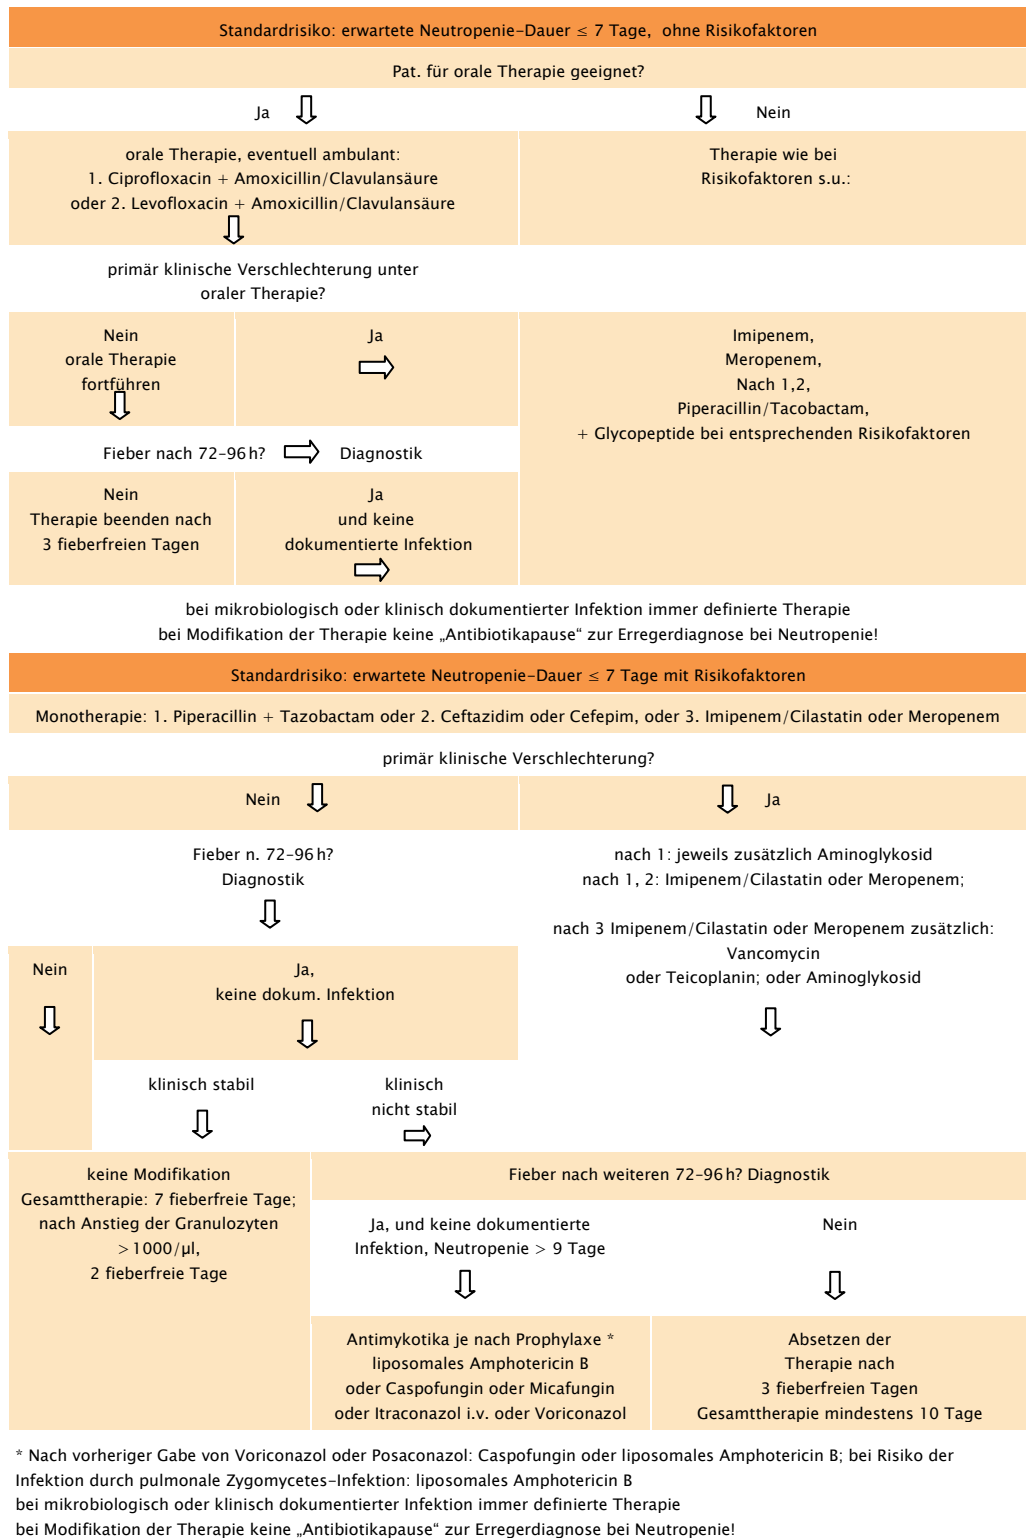 Standardrisiko: erwartete Neutropenie-Dauer ≤ 7 Tage, ohne Risikofaktoren
Pat. für orale Therapie geeignet?
Ja
Nein
orale Therapie, eventuell ambulant:
1. Ciprofloxacin + Amoxicillin/Clavulansäure
oder 2. Levofloxacin + Amoxicillin/Clavulansäure
Therapie wie bei
Risikofaktoren s.u.:
primär klinische Verschlechterung unter
oraler Therapie?
Nein
orale Therapie
fortführen
Ja
Imipenem,
Meropenem,
Nach 1,2,
Piperacillin/Tacobactam,
+ Glycopeptide bei entsprechenden Risikofaktoren
Fieber nach 72–96 h?
Diagnostik
Nein
Therapie beenden nach
3 fieberfreien Tagen
Ja
und keine
dokumentierte Infektion
bei mikrobiologisch oder klinisch dokumentierter Infektion immer definierte Therapie
bei Modifikation der Therapie keine „Antibiotikapause“ zur Erregerdiagnose bei Neutropenie!
Standardrisiko: erwartete Neutropenie-Dauer ≤ 7 Tage mit Risikofaktoren
Monotherapie: 1. Piperacillin + Tazobactam oder 2. Ceftazidim oder Cefepim, oder 3. Imipenem/Cilastatin oder Meropenem
primär klinische Verschlechterung?
Nein
Ja
Fieber n. 72–96 h?
Diagnostik
nach 1: jeweils zusätzlich Aminoglykosid
nach 1, 2: Imipenem/Cilastatin oder Meropenem;
nach 3 Imipenem/Cilastatin oder Meropenem zusätzlich:
Vancomycin
oder Teicoplanin; oder Aminoglykosid
Nein
Ja,
keine dokum. Infektion
klinisch stabil
klinisch
nicht stabil
keine Modifikation
Gesamttherapie: 7 fieberfreie Tage;
nach Anstieg der Granulozyten
>1000/µl,
2 fieberfreie Tage
Fieber nach weiteren 72–96 h? Diagnostik
Ja, und keine dokumentierte
Infektion, Neutropenie > 9 Tage
Nein
Antimykotika je nach Prophylaxe *
liposomales Amphotericin B
oder Caspofungin oder Micafungin
oder Itraconazol i.v. oder Voriconazol
Absetzen der
Therapie nach
3 fieberfreien Tagen
Gesamttherapie mindestens 10 Tage
* Nach vorheriger Gabe von Voriconazol oder Posaconazol: Caspofungin oder liposomales Amphotericin B; bei Risiko der
Infektion durch pulmonale Zygomycetes-Infektion: liposomales Amphotericin B
bei mikrobiologisch oder klinisch dokumentierter Infektion immer definierte Therapie
bei Modifikation der Therapie keine „Antibiotikapause“ zur Erregerdiagnose bei Neutropenie!